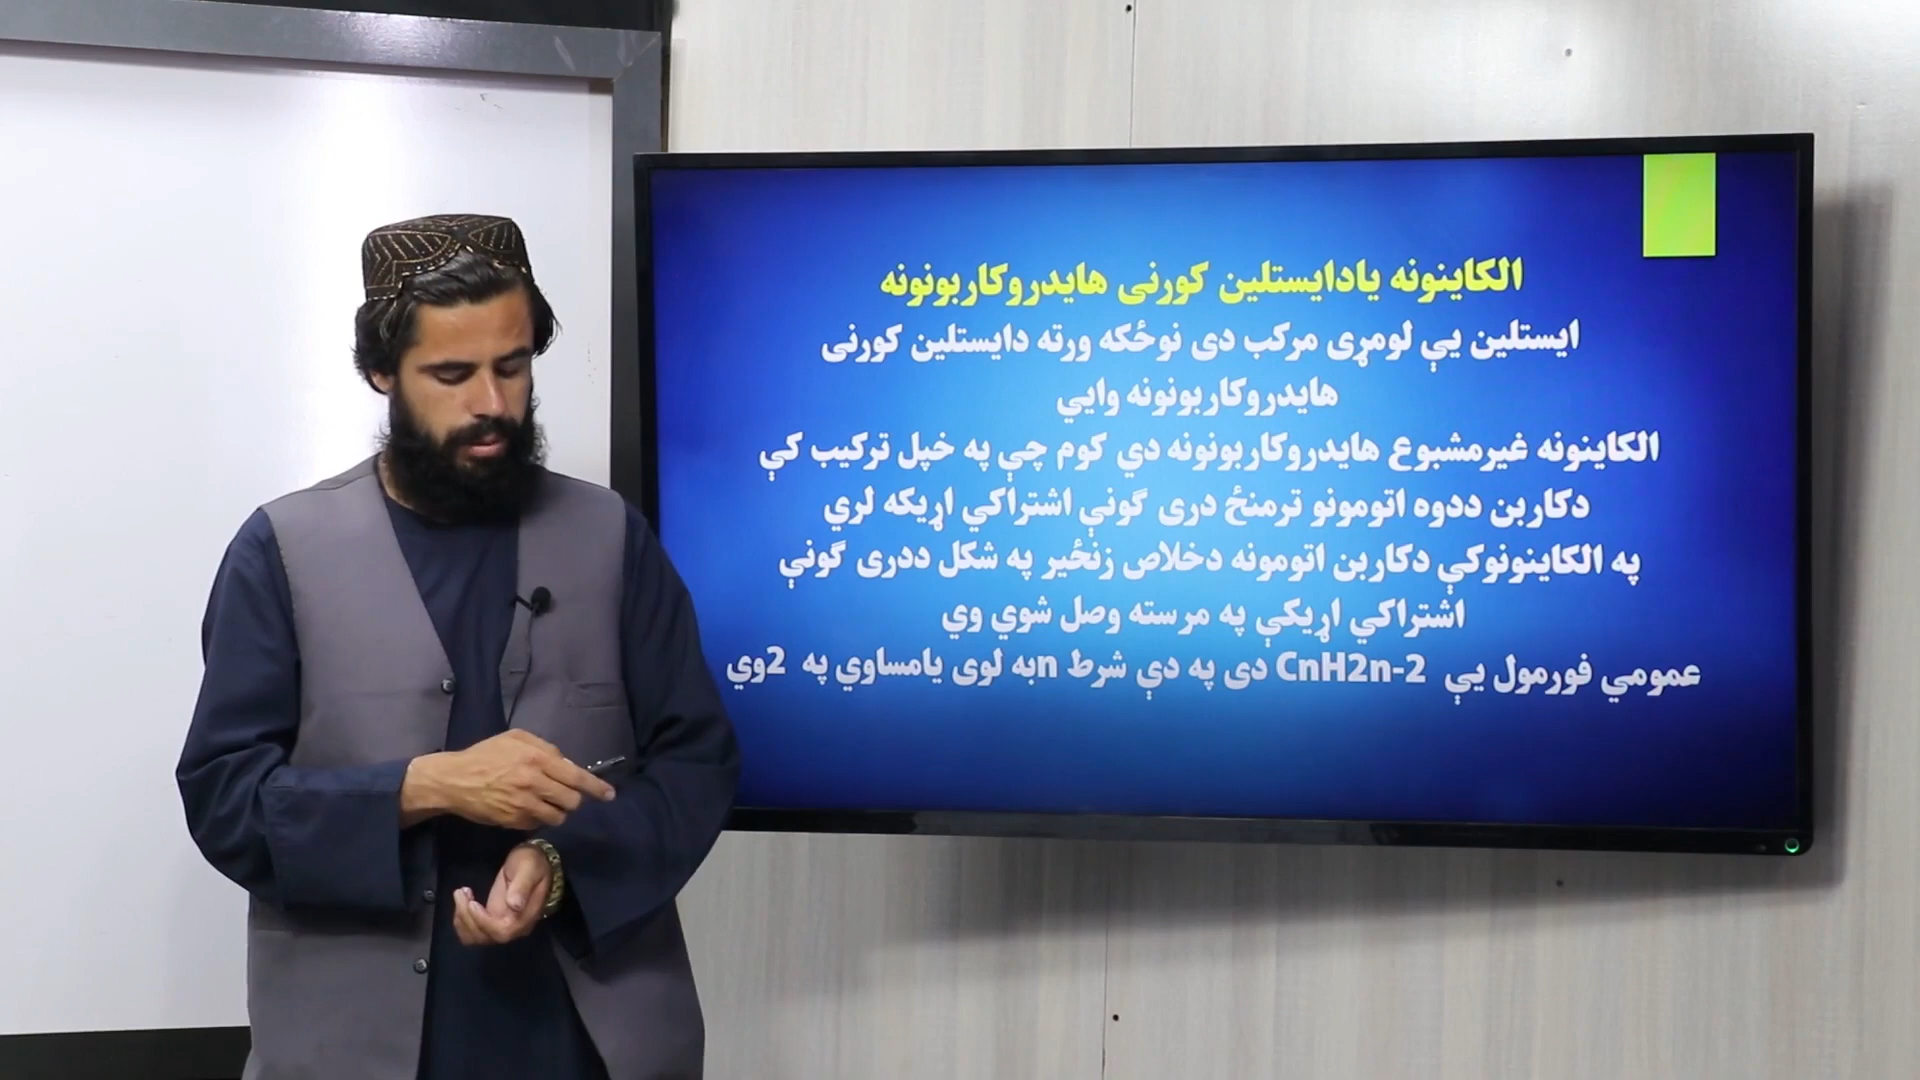 الکاینونه یادایستلین کورنی هایدروکاربونونه
ایستلین یې لومړی مرکب دی نوځکه ورته دایستلین کورنی
هایدروکاربونونه وایي
الکاینونه غیرمشبوع هایدروکاربونونه دي کوم چې په خپل ترکیب کې
دکاربن ددوه اتومونو ترمنځ دری ګونې اشتراکي اړیکه لري
په الکاینونوکې دکاربن اتومونه دخلاص زنځیر په شکل ددری ګونې
اشتراکي اړیکې په مرسته وصل شوي وي
عمومي فورمول یې CnH2n-2 دی په دې شرط nبه لوی یامساوي په 2وي